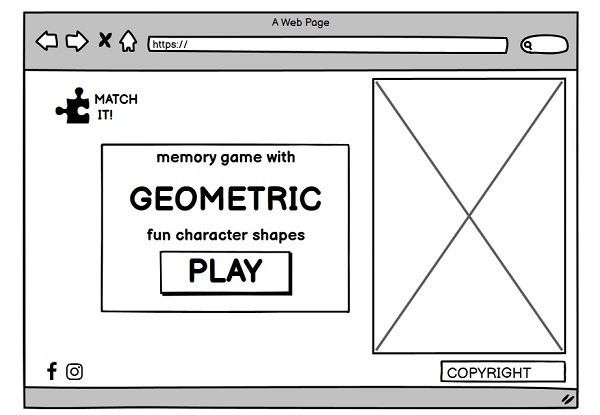 A Web Page
https://
MATCH
IT!
memory game with
GEOMETRIC
fun character shapes
PLAY
COPYRIGHT